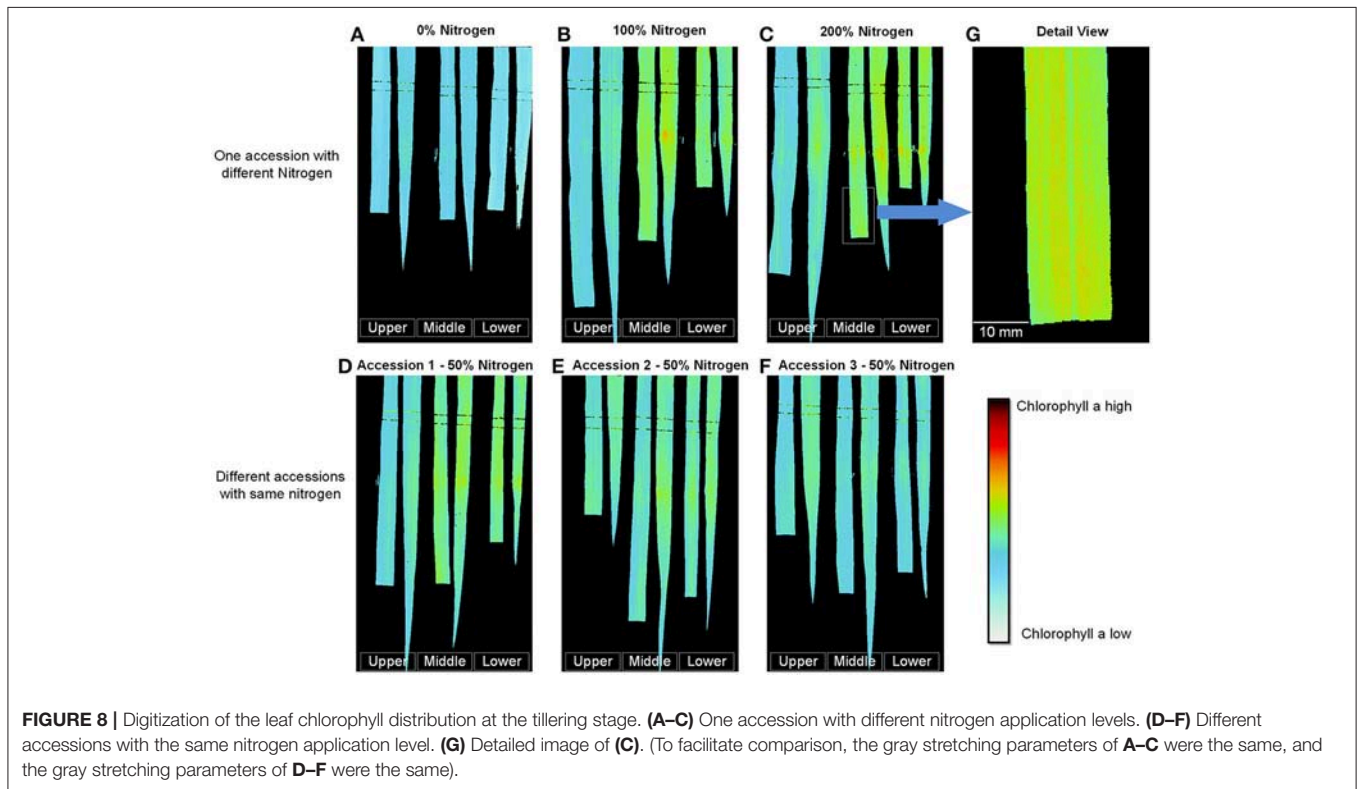 A 0% Nitrogen
B 100% Nitrogen
C 200% Nitrogen
G Detail View
One accession with
different Nitrogen
Upper Middle Lower
Upper Middle Lower
Upper Middle Lower
10 mm
D Accession 1 - 50% Nitrogen
E Accession 2 - 50% Nitrogen
F Accession 3 - 50% Nitrogen
Different accessions
with same nitrogen
Upper Middle Lower
Upper Middle Lower
Upper Middle Lower
Chlorophyll a high
Chlorophyll a low
FIGURE 8 | Digitization of the leaf chlorophyll distribution at the tillering stage. (A–C) One accession with different nitrogen application levels. (D–F) Different
accessions with the same nitrogen application level. (G) Detailed image of (C). (To facilitate comparison, the gray stretching parameters of A–C were the same, and
the gray stretching parameters of D–F were the same).